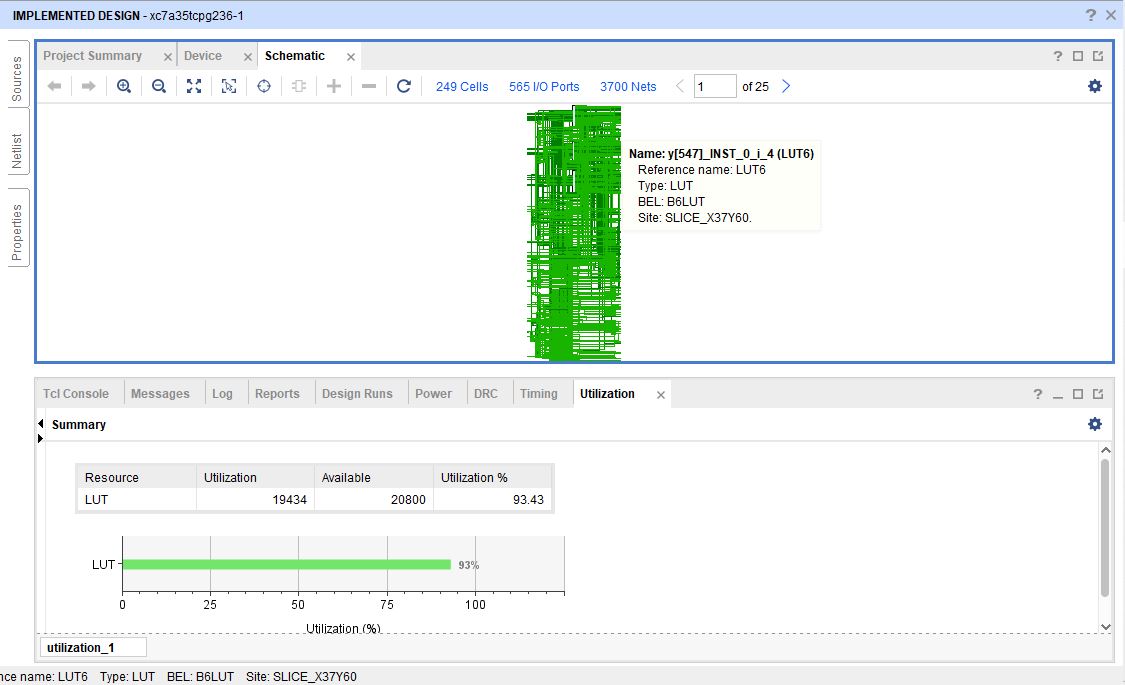 IMPLEMENTED DESIGN - xc7a35tcpg236-1
Sources
Netlist
Properties
Project Summary Device Schematic
249 Cells 565 I/O Ports 3700 Nets 1 of 25
Name: y[547]_INST_0_i_4 (LUT6)
Reference name: LUT6
Type: LUT
BEL: B6LUT
Site: SLICE_X37Y60.
Tcl Console Messages Log Reports Design Runs Power DRC Timing Utilization
Summary
Resource Utilization Available Utilization %
LUT 19434 20800 93.43
LUT 93%
0 25 50 75 100
Utilization (%)
utilization_1
nce name: LUT6 Type: LUT BEL: B6LUT Site: SLICE_X37Y60